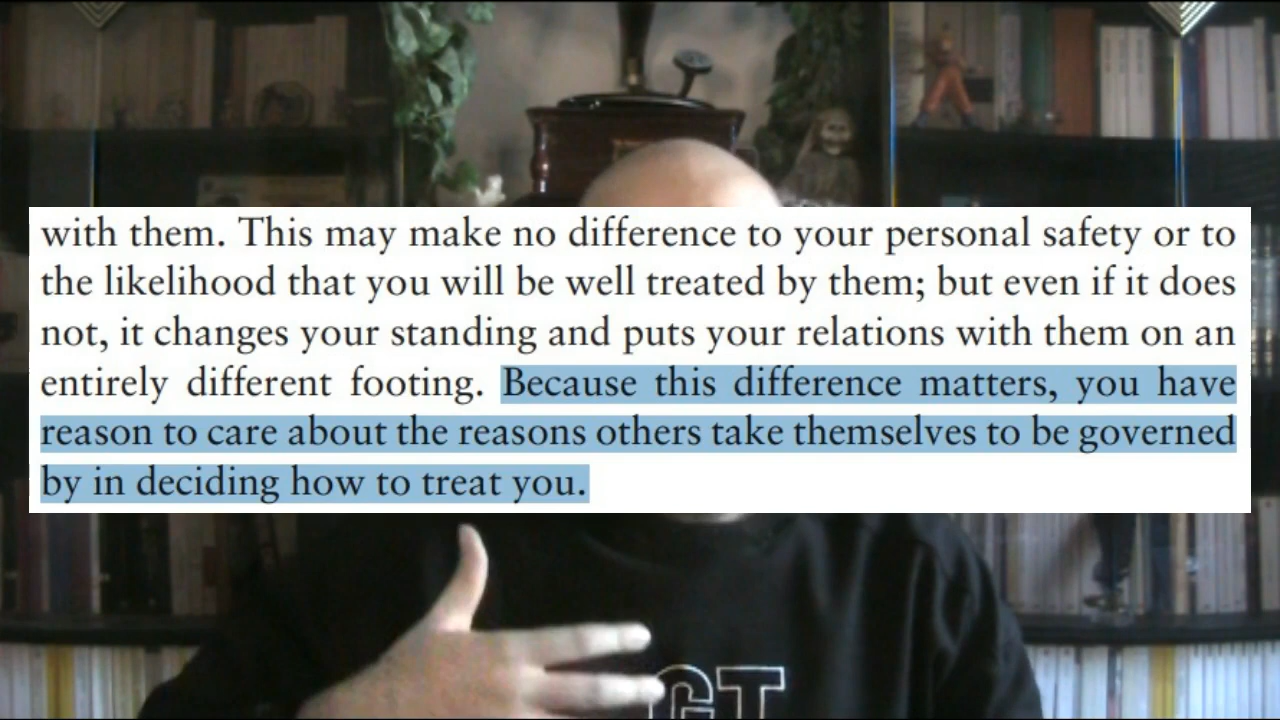 with them. This may make no difference to your personal safety or to
the likelihood that you will be well treated by them; but even if it does
not, it changes your standing and puts your relations with them on an
entirely different footing. Because this difference matters, you have
reason to care about the reasons others take themselves to be governed
by in deciding how to treat you.
GT